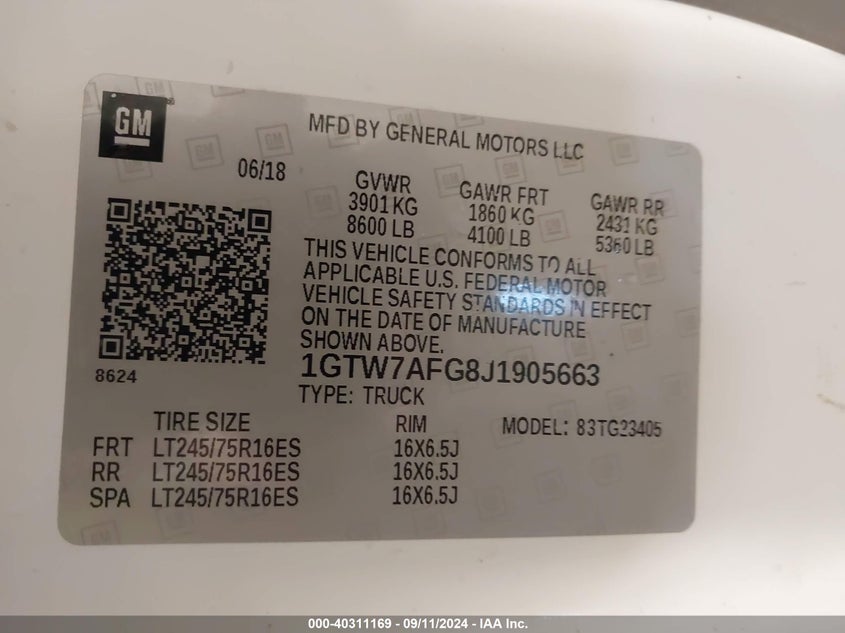 GM
MFD BY GENERAL MOTORS LLC
06/18
GVWR GAWR FRT GAWR RR
3901 KG 1860 KG 2431 KG
8600 LB 4100 LB 5360 LB
THIS VEHICLE CONFORMS TO ALL
APPLICABLE U.S. FEDERAL MOTOR
VEHICLE SAFETY STANDARDS IN EFFECT
ON THE DATE OF MANUFACTURE
SHOWN ABOVE.
8624
1GTW7AFG8J1905663
TYPE: TRUCK
TIRE SIZE RIM MODEL: 83TG23405
FRT LT245/75R16ES 16X6.5J
RR LT245/75R16ES 16X6.5J
SPA LT245/75R16ES 16X6.5J
000-40311169 - 09/11/2024 - IAA Inc.